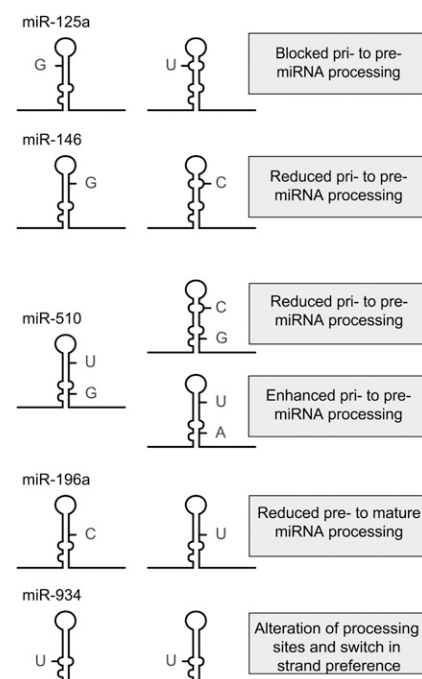 miR-125a
G
U
Blocked pri- to pre-
miRNA processing
miR-146
G
C
Reduced pri- to pre-
miRNA processing
miR-510
U
G
C
G
Reduced pri- to pre-
miRNA processing
U
A
Enhanced pri- to pre-
miRNA processing
miR-196a
C
U
Reduced pre- to mature
miRNA processing
miR-934
U
U
Alteration of processing
sites and switch in
strand preference